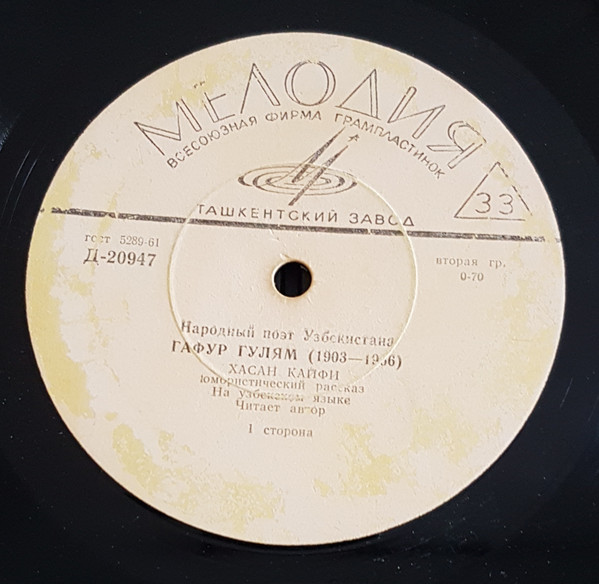 МЕЛОДИЯ
ВСЕСОЮЗНАЯ ФИРМА ГРАМПЛАСТИНОК
33
ТАШКЕНТСКИЙ ЗАВОД
гост 5289-61
Д-20947
вторая гр.
0-70
Народный поэт Узбекистана
ГАФУР ГУЛЯМ (1903—1966)
ХАСАН КАЙФИ
юмористический рассказ
На узбекском языке
Читает автор
1 сторона